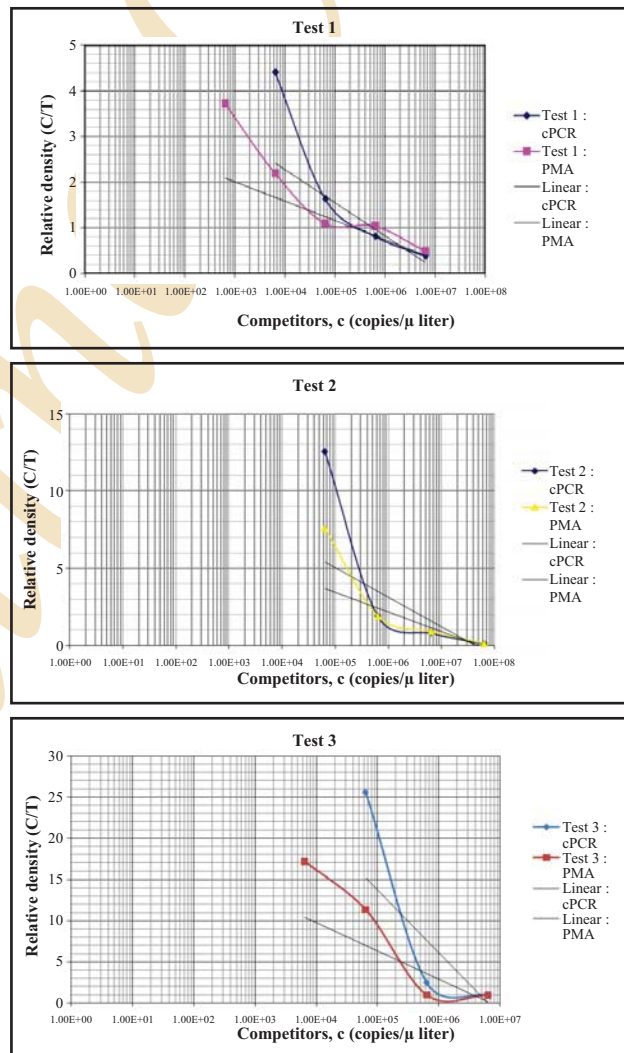 Test 1
Relative density (C/T)
5
4
3
2
1
0
1.00E+00 1.00E+01 1.00E+02 1.00E+03 1.00E+04 1.00E+05 1.00E+06 1.00E+07 1.00E+08
Competitors, c (copies/µ liter)
Test 1 :
cPCR
Test 1 :
PMA
Linear :
cPCR
Linear :
PMA
Test 2
Relative density (C/T)
15
10
5
0
1.00E+00 1.00E+01 1.00E+02 1.00E+03 1.00E+04 1.00E+05 1.00E+06 1.00E+07 1.00E+08
Competitors, c (copies/µ liter)
Test 2 :
cPCR
Test 2 :
PMA
Linear :
cPCR
Linear :
PMA
Test 3
Relative density (C/T)
30
25
20
15
10
5
0
1.00E+00 1.00E+01 1.00E+02 1.00E+03 1.00E+04 1.00E+05 1.00E+06 1.00E+07
Competitors, c (copies/µ liter)
Test 3 :
cPCR
Test 3 :
PMA
Linear :
cPCR
Linear :
PMA